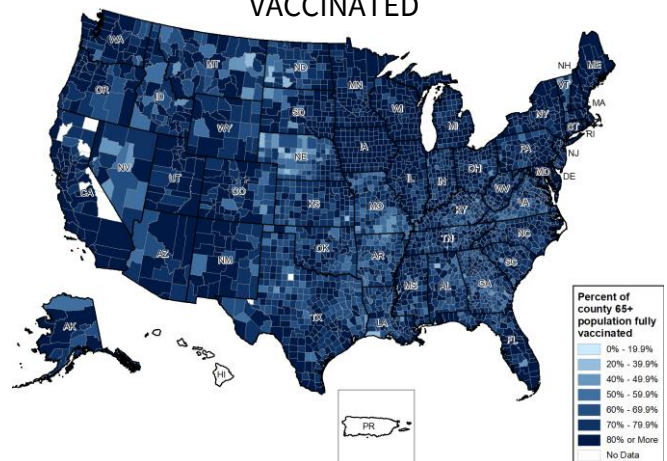 VACCINATED
WA
MT
ND
MN
OR
ID
SD
WI
WY
MI
NH
ME
VT
NY
MA
CT
RI
NV
NE
IA
PA
NJ
UT
CO
IL
IN
OH
MD
DE
CA
KS
MO
WV
VA
KY
AZ
NM
OK
AR
TN
NC
SC
MS
AL
GA
TX
LA
FL
AK
HI
PR
Percent of
county 65+
population fully
vaccinated
0% - 19.9%
20% - 39.9%
40% - 49.9%
50% - 59.9%
60% - 69.9%
70% - 79.9%
80% or More
No Data